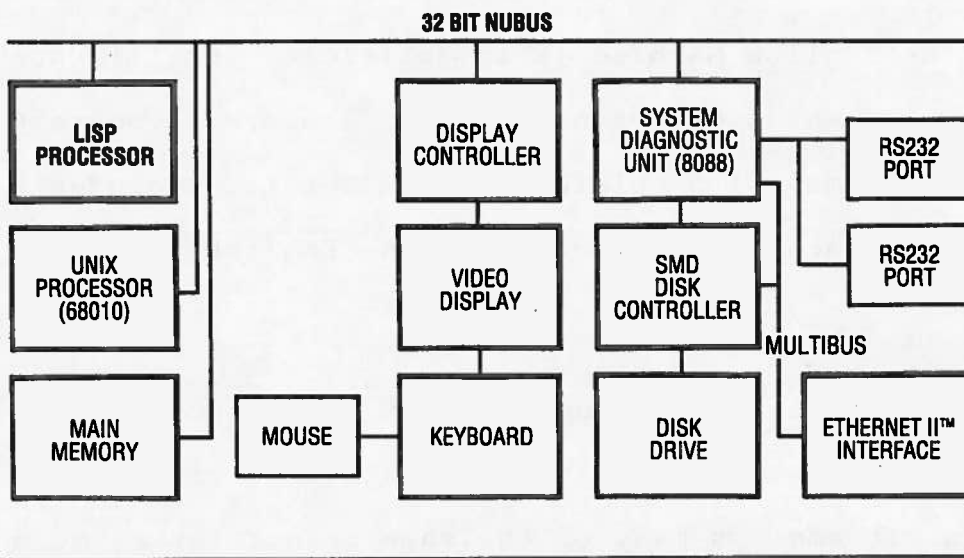 32 BIT NUBUS
LISP
PROCESSOR
DISPLAY
CONTROLLER
SYSTEM
DIAGNOSTIC
UNIT (8088)
RS232
PORT
UNIX
PROCESSOR
(68010)
VIDEO
DISPLAY
SMD
DISK
CONTROLLER
RS232
PORT
MULTIBUS
MAIN
MEMORY
MOUSE
KEYBOARD
DISK
DRIVE
ETHERNET II™
INTERFACE